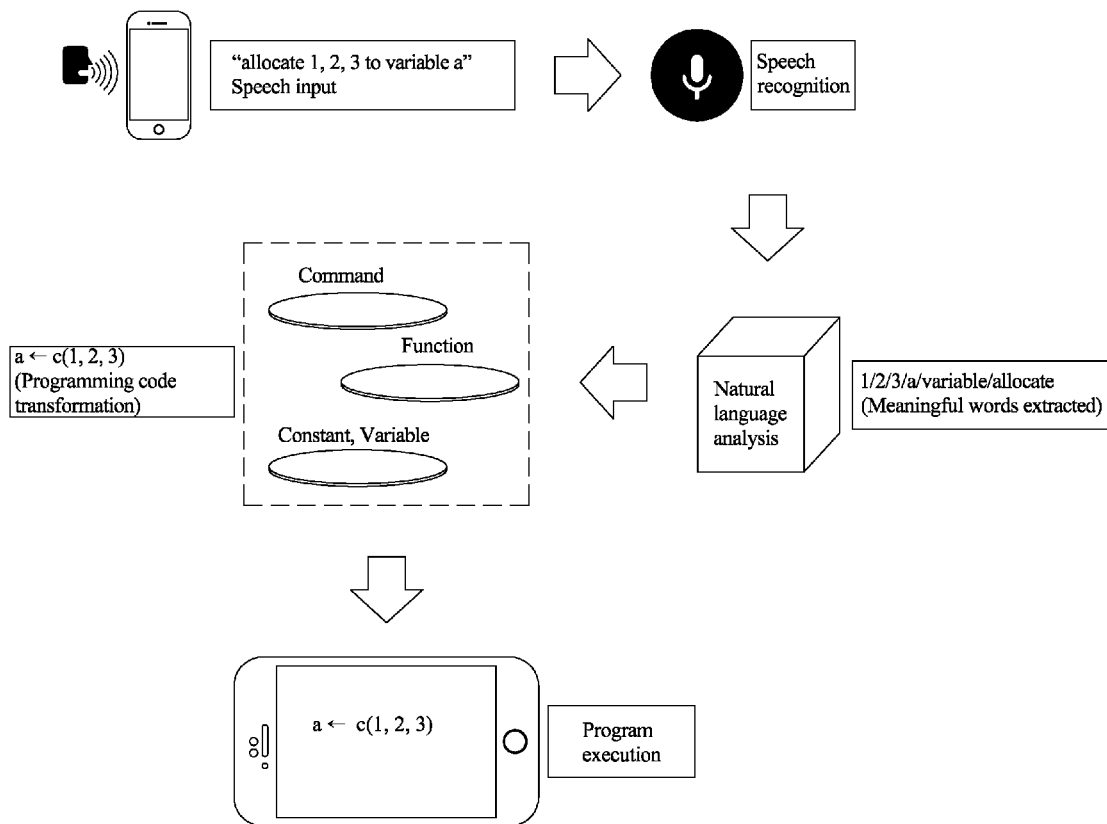 “allocate 1, 2, 3 to variable a”
Speech input
Speech
recognition
Command
Function
Constant, Variable
a ← c(1, 2, 3)
(Programming code
transformation)
Natural
language
analysis
1/2/3/a/variable/allocate
(Meaningful words extracted)
a ← c(1, 2, 3)
Program
execution